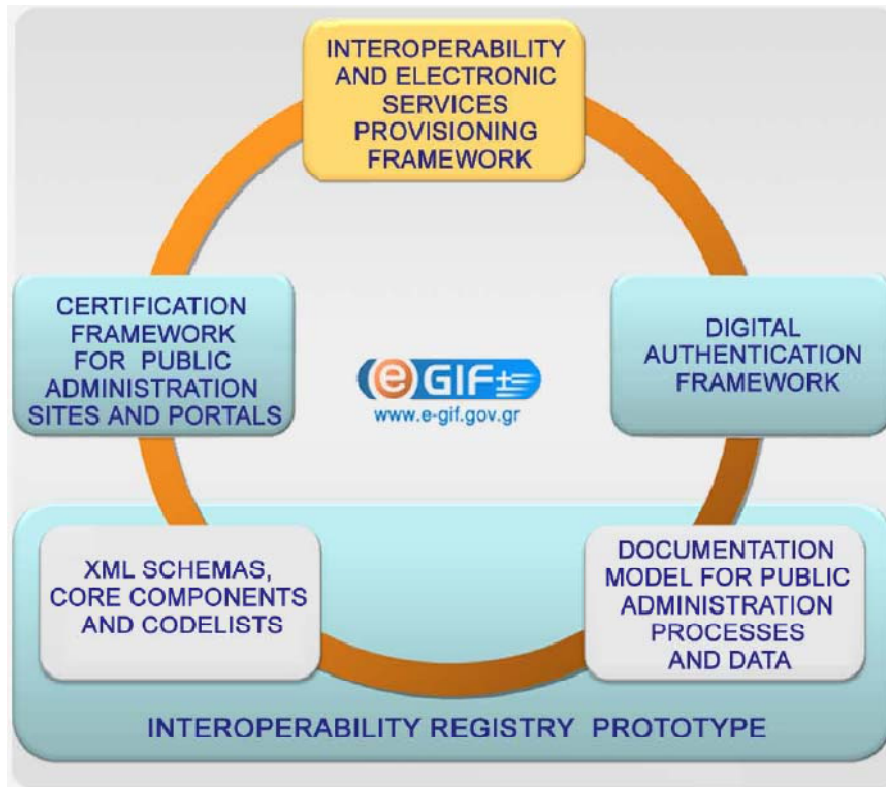 INTEROPERABILITY
AND ELECTRONIC
SERVICES
PROVISIONING
FRAMEWORK
CERTIFICATION
FRAMEWORK
FOR PUBLIC
ADMINISTRATION
SITES AND PORTALS
DIGITAL
AUTHENTICATION
FRAMEWORK
e GIF
www.e-gif.gov.gr
XML SCHEMAS,
CORE COMPONENTS
AND CODELISTS
DOCUMENTATION
MODEL FOR PUBLIC
ADMINISTRATION
PROCESSES
AND DATA
INTEROPERABILITY REGISTRY PROTOTYPE